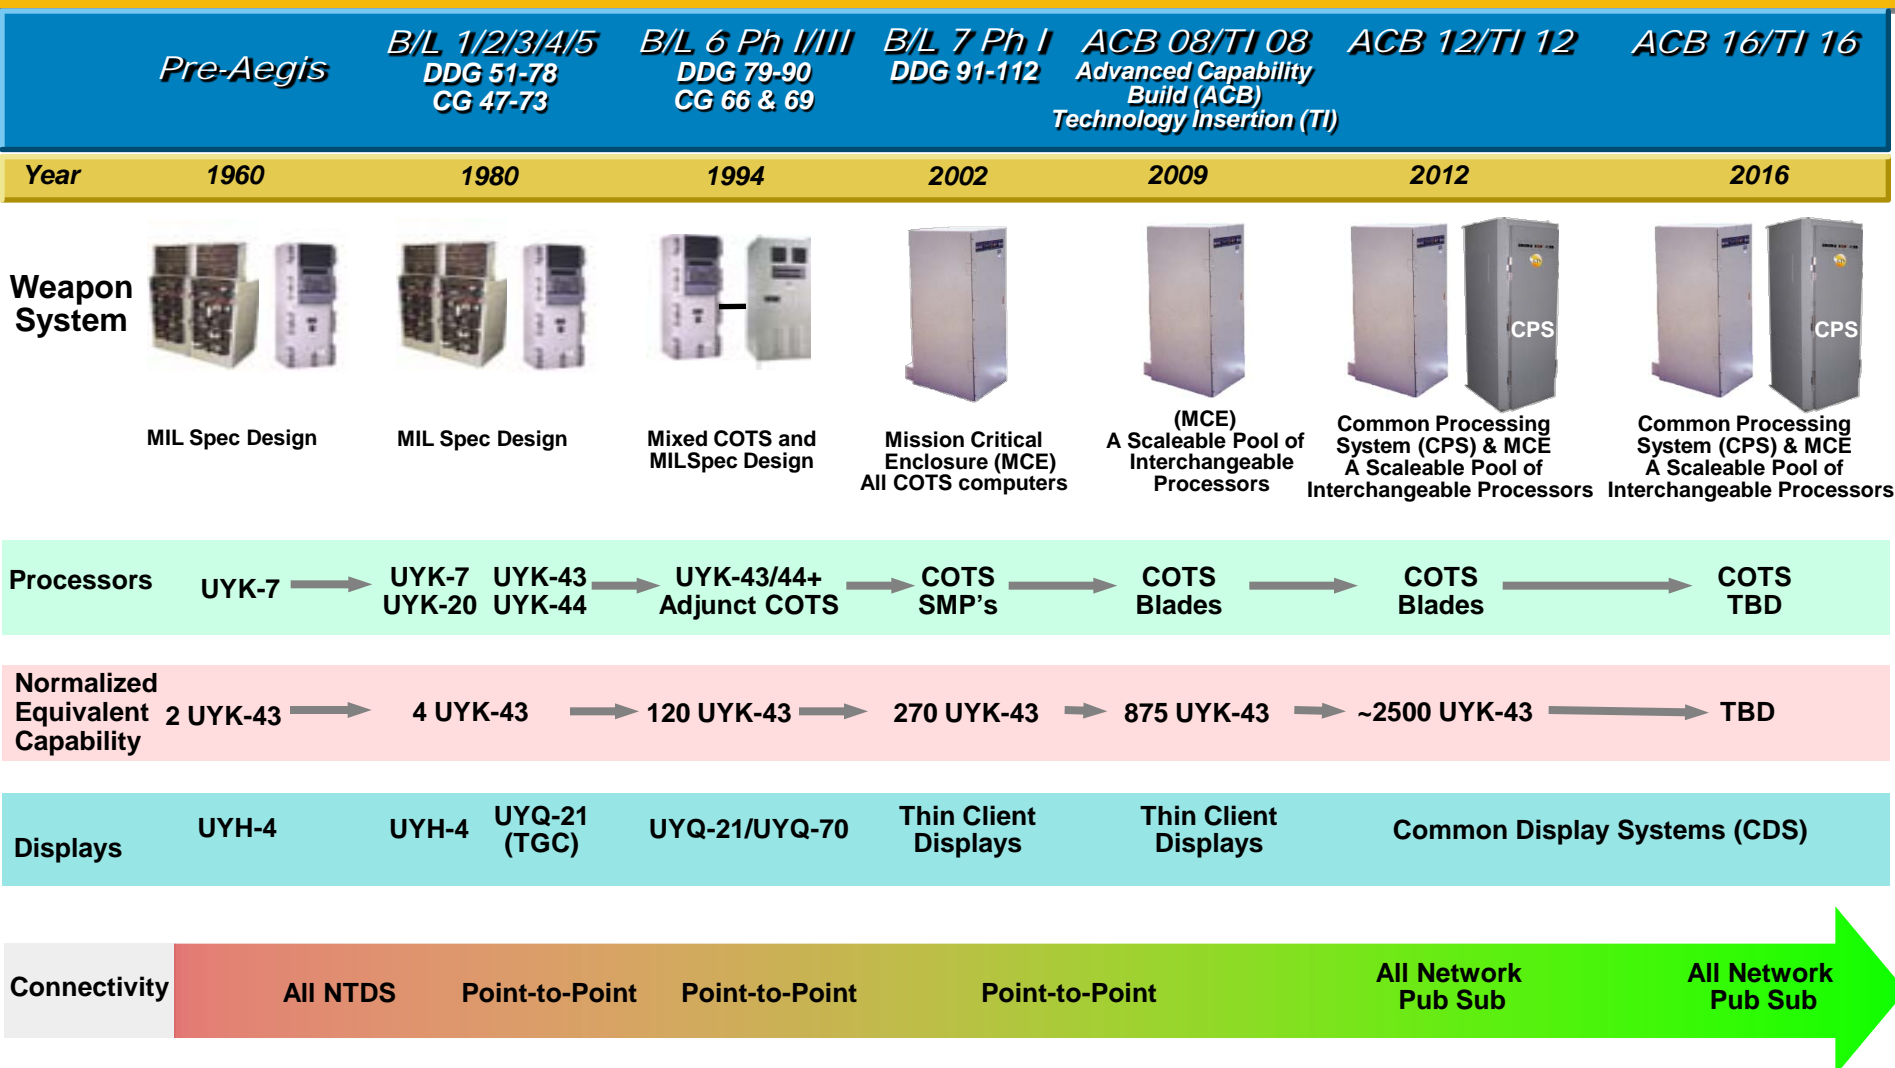 Pre-Aegis
B/L 1/2/3/4/5
DDG 51-78
CG 47-73
B/L 6 Ph I/III
DDG 79-90
CG 66 & 69
B/L 7 Ph I
DDG 91-112
ACB 08/TI 08
Advanced Capability
Build (ACB)
Technology Insertion (TI)
ACB 12/TI 12
ACB 16/TI 16
Year 1960 1980 1994 2002 2009 2012 2016
Weapon
System
CPS
CPS
MIL Spec Design
MIL Spec Design
Mixed COTS and
MILSpec Design
Mission Critical
Enclosure (MCE)
All COTS computers
(MCE)
A Scaleable Pool of
Interchangeable
Processors
Common Processing
System (CPS) & MCE
A Scaleable Pool of
Interchangeable Processors
Common Processing
System (CPS) & MCE
A Scaleable Pool of
Interchangeable Processors
Processors
UYK-7
UYK-7 UYK-43
UYK-20 UYK-44
UYK-43/44+
Adjunct COTS
COTS
SMP's
COTS
Blades
COTS
Blades
COTS
TBD
Normalized
Equivalent
Capability
2 UYK-43
4 UYK-43
120 UYK-43
270 UYK-43
875 UYK-43
~2500 UYK-43
TBD
Displays
UYH-4
UYH-4
UYQ-21
(TGC)
UYQ-21/UYQ-70
Thin Client
Displays
Thin Client
Displays
Common Display Systems (CDS)
Connectivity
All NTDS
Point-to-Point
Point-to-Point
Point-to-Point
All Network
Pub Sub
All Network
Pub Sub